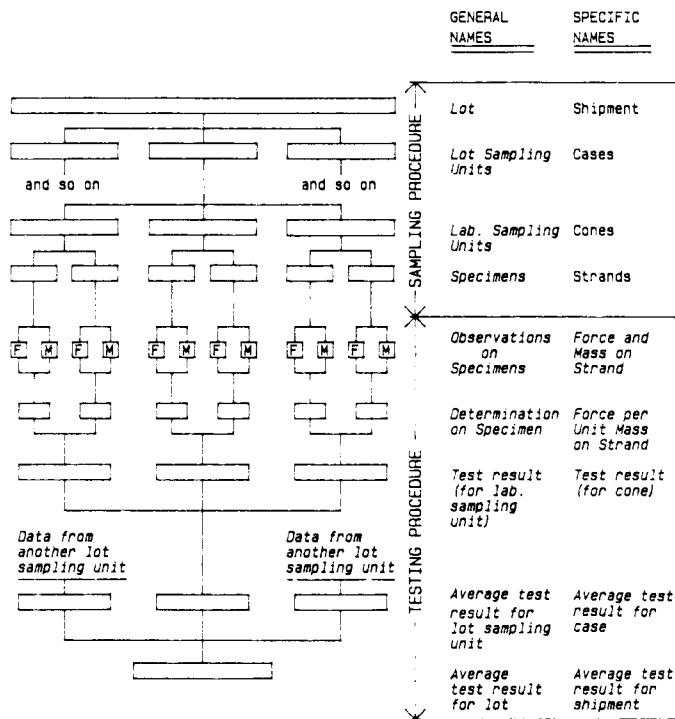 GENERAL SPECIFIC
NAMES NAMES
SAMPLING PROCEDURE
Lot Shipment
Lot Sampling Cases
Units
and so on and so on
Lab. Sampling Cones
Units
Specimens Strands
TESTING PROCEDURE
F M F M F M F M F M F M
Observations Force and
on Mass on
Specimens Strand
Determination Force per
on Specimen Unit Mass
on Strand
Test result Test result
(for lab. (for cone)
sampling
unit)
Data from Data from
another lot another lot
sampling unit sampling unit
Average test Average test
result for result for
lot sampling case
unit
Average Average test
test result result for
for lot shipment